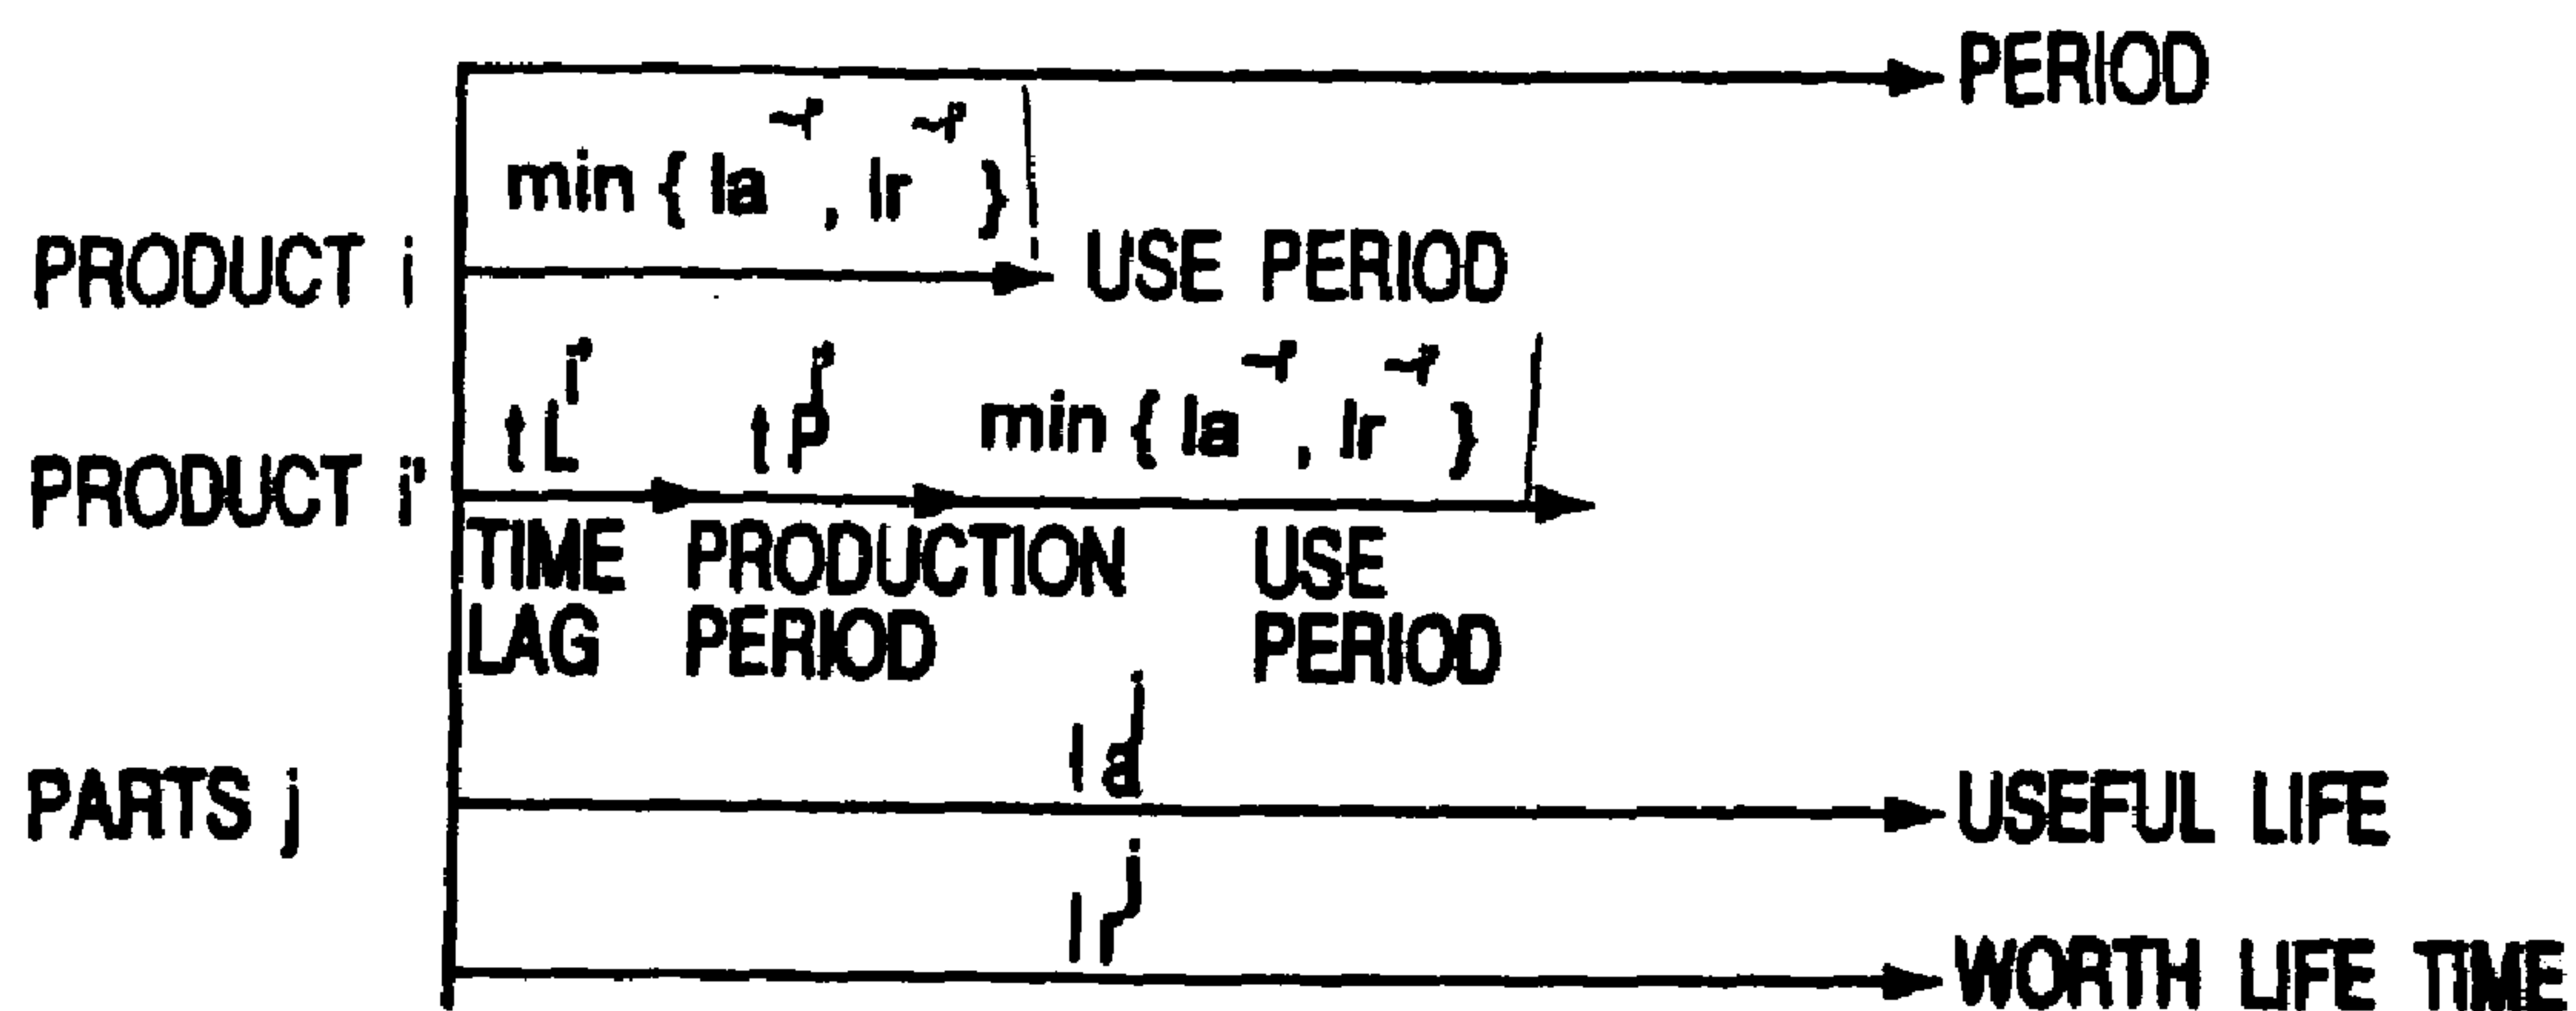 PERIOD
min { la , lr }
PRODUCT i
USE PERIOD
tL^i' tP^i' min { la , lr }
PRODUCT i'
TIME LAG
PRODUCTION PERIOD
USE PERIOD
la^j
PARTS j
USEFUL LIFE
lr^j
WORTH LIFE TIME